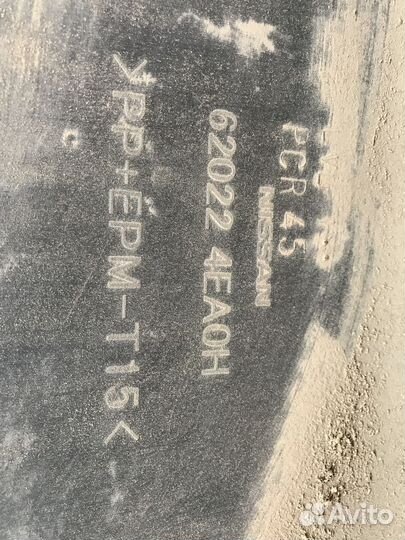 PCR 45
NISSAN
62022 4EA0H
>PP+EPM-T15<
Avito